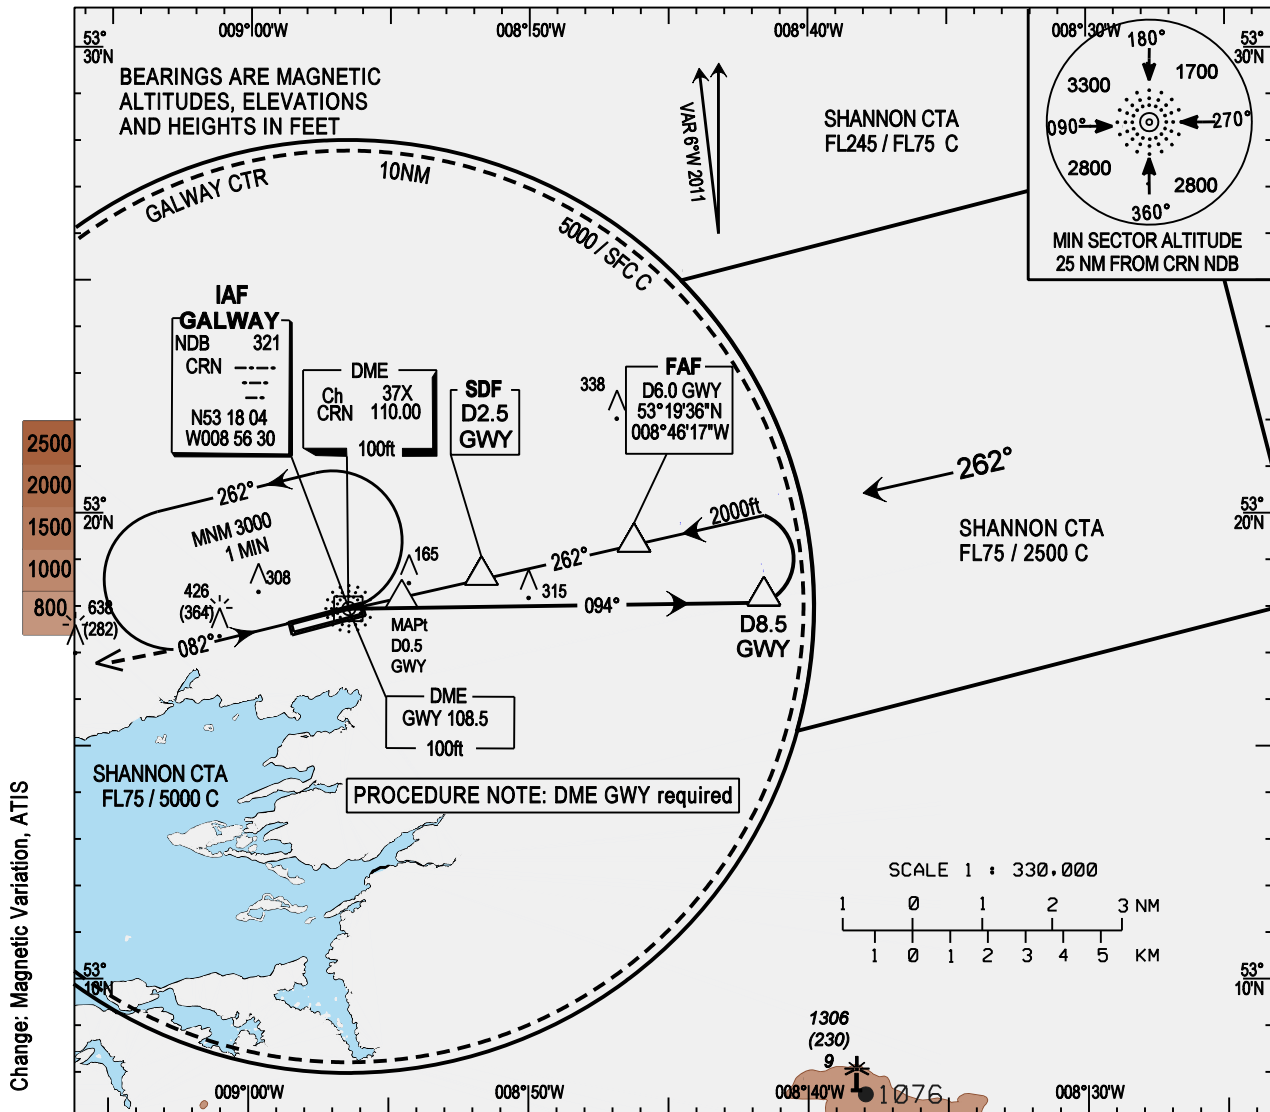 009°00'W
008°50'W
008°40'W
008°30'W
53°
30'N
53°
30'N
BEARINGS ARE MAGNETIC
ALTITUDES, ELEVATIONS
AND HEIGHTS IN FEET
VAR 6°W 2011
SHANNON CTA
FL245 / FL75 C
180°
3300
1700
090°
270°
2800
2800
360°
MIN SECTOR ALTITUDE
25 NM FROM CRN NDB
GALWAY CTR
10NM
5000 / SFC C
IAF
GALWAY
NDB 321
CRN
N53 18 04
W008 56 30
DME
Ch 37X
CRN 110.00
100ft
SDF
D2.5
GWY
338
FAF
D6.0 GWY
53°19'36"N
008°46'17"W
2500
2000
1500
1000
800
262°
MNM 3000
1 MIN
308
426
(364)
638
(282)
082°
165
262°
315
2000ft
094°
MAPt
D0.5
GWY
D8.5
GWY
262°
53°
20'N
53°
20'N
SHANNON CTA
FL75 / 2500 C
DME
GWY 108.5
100ft
SHANNON CTA
FL75 / 5000 C
PROCEDURE NOTE: DME GWY required
SCALE 1 : 330,000
1 0 1 2 3 NM
1 0 1 2 3 4 5 KM
53°
10'N
53°
10'N
1306
(230)
9
1076
009°00'W
008°40'W
008°30'W
Change: Magnetic Variation, ATIS